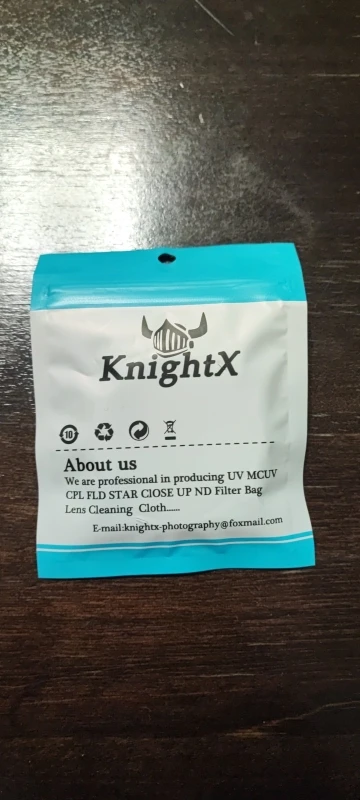 KnightX
10
About us
We are professional in producing UV MCUV
CPL FLD STAR ClOSE UP ND Filter Bag
Lens Cleaning Cloth......
E-mail:knightx-photography@foxmail.com